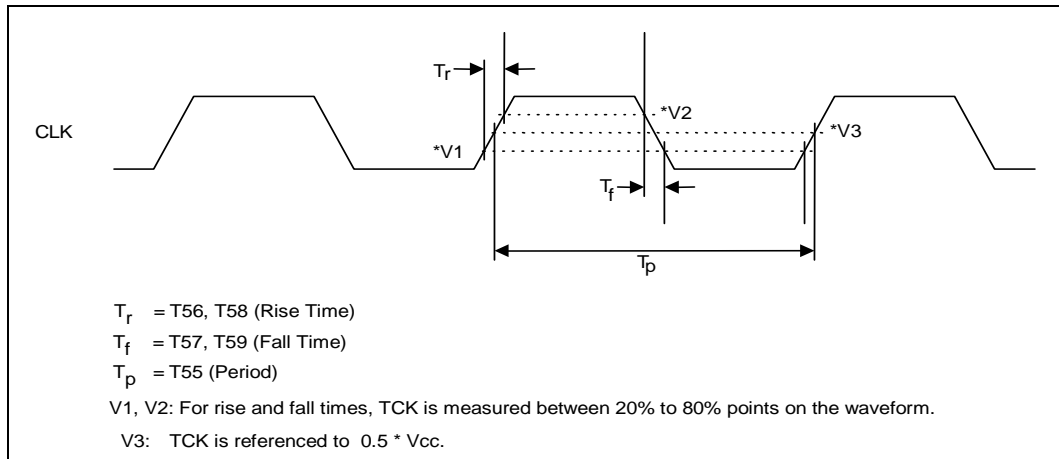 Tr
CLK
*V1
*V2
*V3
Tf
Tp
Tr = T56, T58 (Rise Time)
Tf = T57, T59 (Fall Time)
Tp = T55 (Period)
V1, V2: For rise and fall times, TCK is measured between 20% to 80% points on the waveform.
V3: TCK is referenced to 0.5 * Vcc.